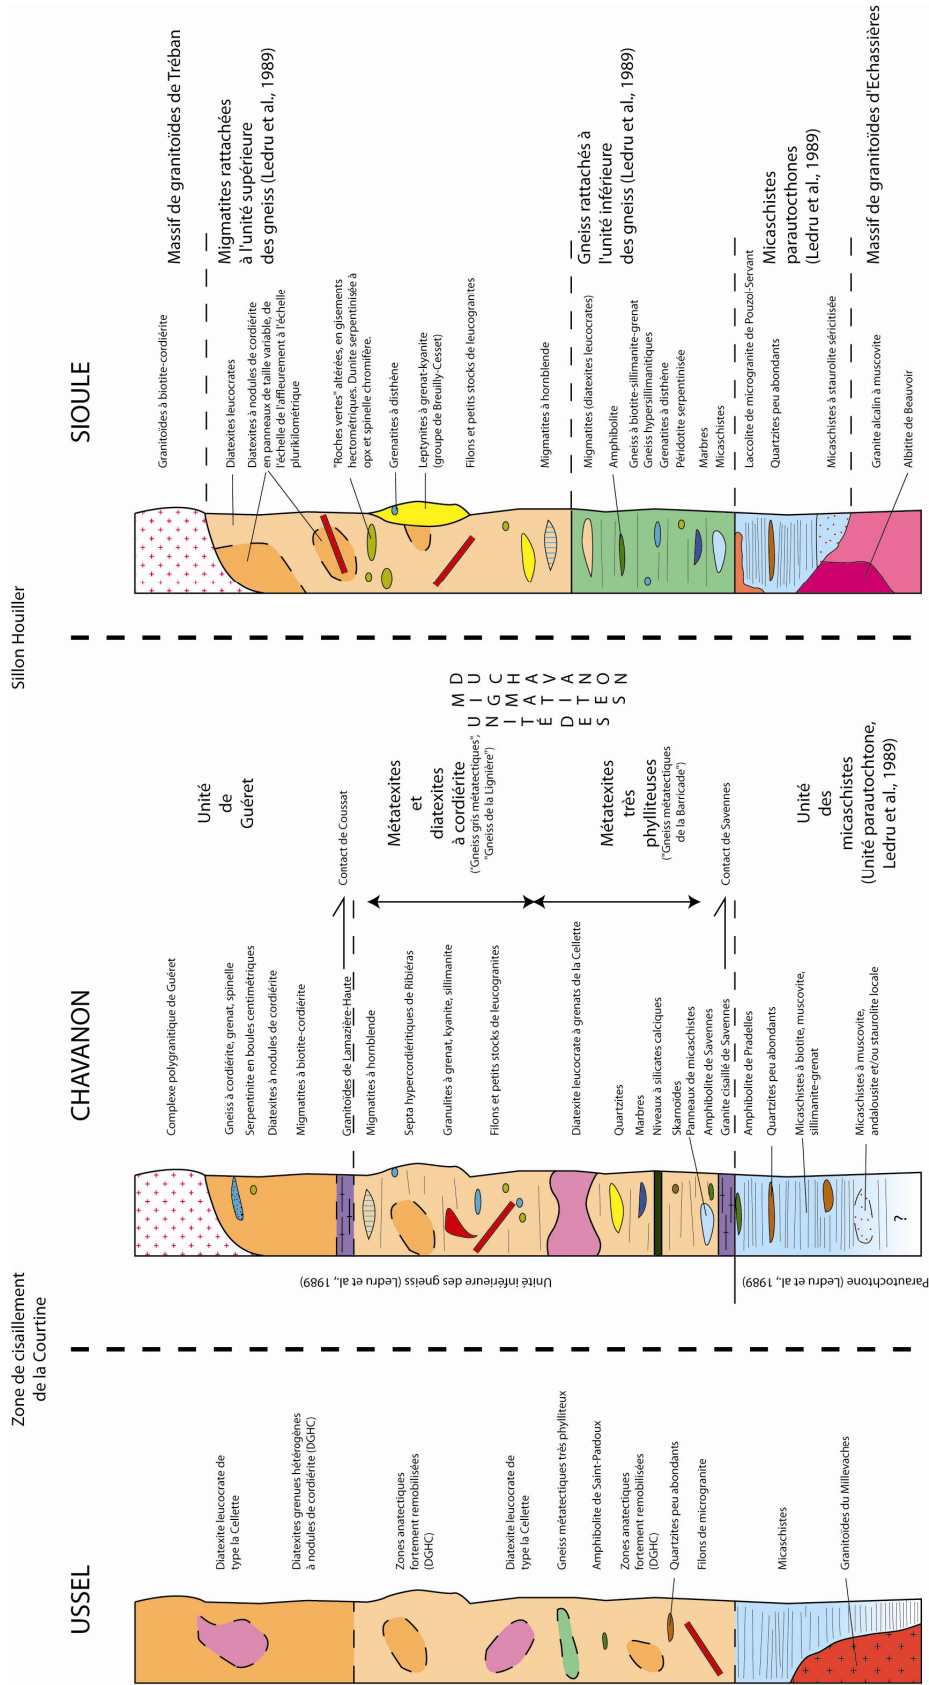 Zone de cisaillement
de la Courtine
Sillon Houiller
USSEL
Diatexite leucocrate de
type la Cellette
Diatexites grenues hétérogènes
à nodules de cordiérite (DGHC)
Zones anatectiques
fortement remobilisées
(DGHC)
Diatexite leucocrate de
type la Cellette
Gneiss métatectiques très phylliteux
Amphibolite de Saint-Pardoux
Zones anatectiques
fortement remobilisées
(DGHC)
Quartzites peu abondants
Filons de microgranite
Micaschistes
Granitoïdes du Millevaches
CHAVANON
Unité inférieure des gneiss (Ledru et al., 1989)
Parautochtone (Ledru et al., 1989)
Complexe polygranitique de Guéret
Gneiss à cordiérite, grenat, spinelle
Serpentinite en boules centimétriques
Diatexites à nodules de cordiérite
Migmatites à biotite-cordiérite
Granitoïdes de Lamazière-Haute
Migmatites à hornblende
Septa hypercordiéritiques de Ribiéras
Granulites à grenat, kyanite, sillimanite
Filons et petits stocks de leucogranites
Diatexite leucocrate à grenats de la Cellette
Quartzites
Marbres
Niveaux à silicates calciques
Skarnoïdes
Panneaux de micaschistes
Amphibolite de Savennes
Granite cisaillé de Savennes
Amphibolite de Pradelles
Quartzites peu abondants
Micaschistes à biotite, muscovite,
sillimanite-grenat
Micaschistes à muscovite,
andalousite et/ou staurolite locale
?
Unité
de
Guéret
Contact de Coussat
Métatexites
et
diatexites
à cordiérite
("Gneiss gris métatectiques",
"Gneiss de la Lignière")
Métatexites
très
phylliteuses
("Gneiss métatectiques
de la Barricade")
Contact de Savennes
Unité
des
micaschistes
(Unité parautochtone,
Ledru et al., 1989)
UNITÉ DES
MIGMATITES
DU CHAVANON
SIOULE
Granitoïdes à biotite-cordiérite
Diatexites leucocrates
Diatexites à nodules de cordiérite
en panneaux de taille variable, de
l'échelle de l'affleurement à l'échelle
plurikilométrique
"Roches vertes" altérées, en gisements
hectométriques. Dunite serpentinisée à
opx et spinelle chromifère.
Grenatites à disthène
Leptynites à grenat-kyanite
(groupe de Breuilly-Cesset)
Filons et petits stocks de leucogranites
Migmatites à hornblende
Migmatites (diatexites leucocrates)
Amphibolite
Gneiss à biotite-sillimanite-grenat
Gneiss hypersillimanitiques
Grenatites à disthène
Péridotite serpentinisée
Marbres
Micaschistes
Laccolite de microgranite de Pouzol-Servant
Quartzites peu abondants
Micaschistes à staurolite séricitisée
Granite alcalin à muscovite
Albitite de Beauvoir
Massif de granitoïdes de Tréban
Migmatites rattachées
à l'unité supérieure
des gneiss (Ledru et al., 1989)
Gneiss rattachés à
l'unité inférieure
des gneiss (Ledru et al., 1989)
Micaschistes
parautocthones
(Ledru et al., 1989)
Massif de granitoïdes d'Echassières